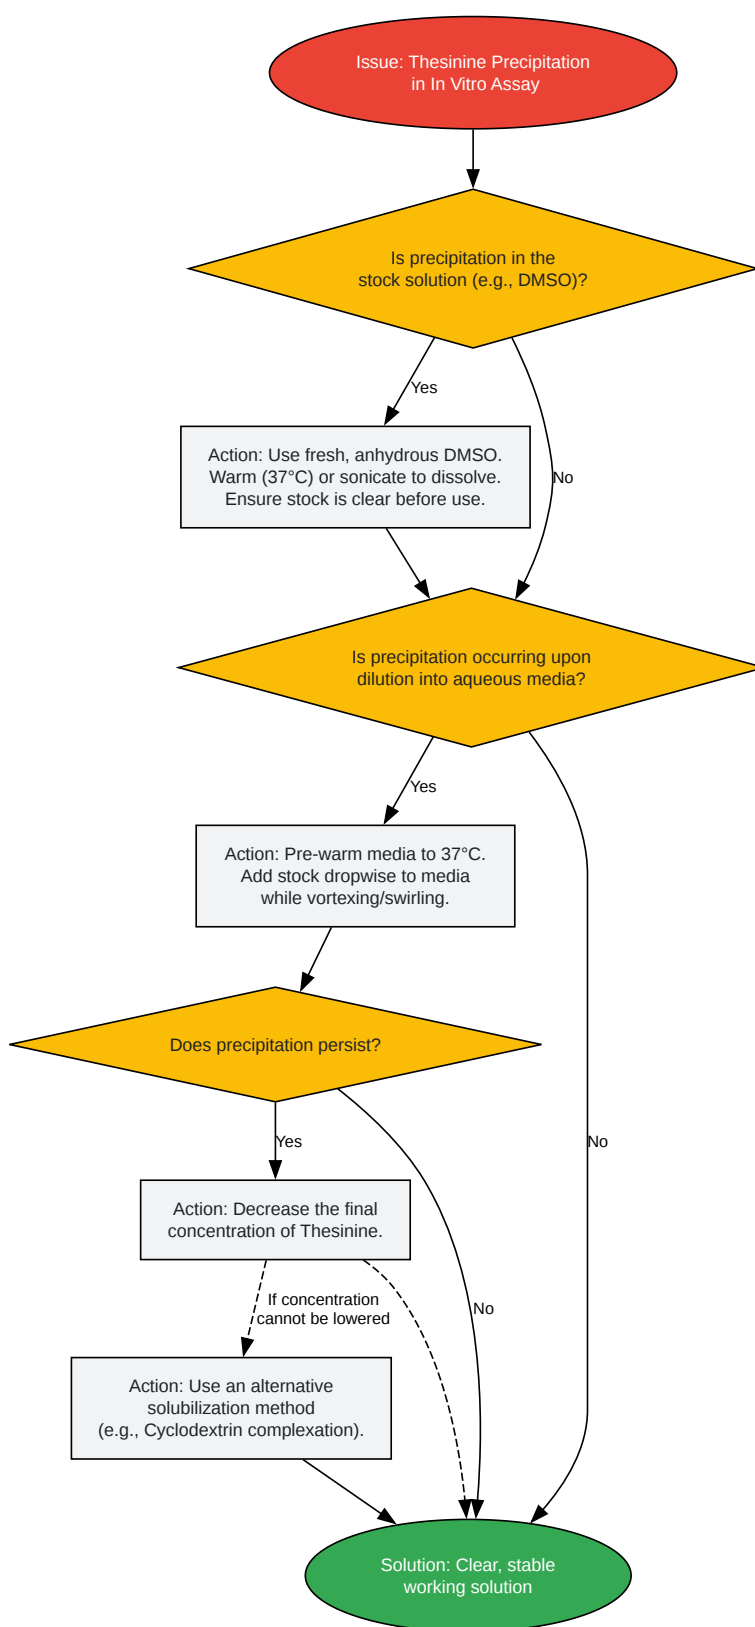 Issue: Thesinine Precipitation
in In Vitro Assay
Is precipitation in the
stock solution (e.g., DMSO)?
Yes
No
Action: Use fresh, anhydrous DMSO.
Warm (37°C) or sonicate to dissolve.
Ensure stock is clear before use.
Is precipitation occurring upon
dilution into aqueous media?
Yes
No
Action: Pre-warm media to 37°C.
Add stock dropwise to media
while vortexing/swirling.
Does precipitation persist?
Yes
No
Action: Decrease the final
concentration of Thesinine.
If concentration
cannot be lowered
Action: Use an alternative
solubilization method
(e.g., Cyclodextrin complexation).
Solution: Clear, stable
working solution